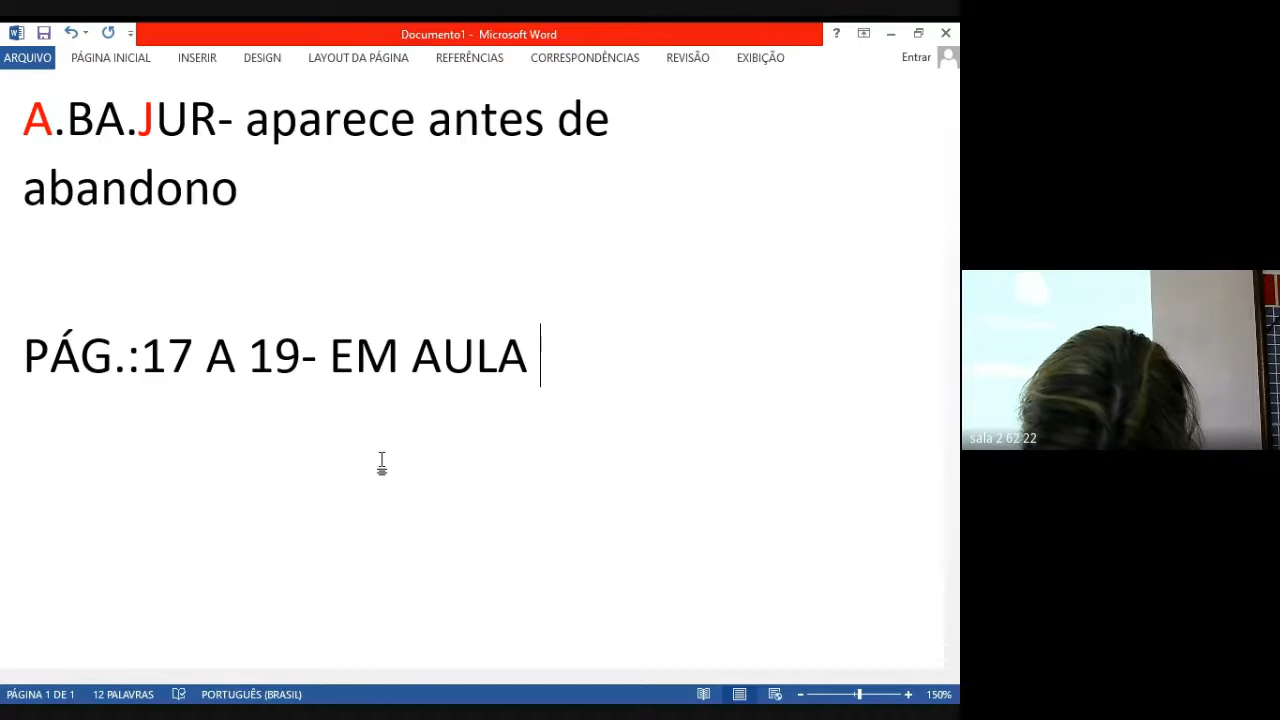 Documento1 - Microsoft Word
?
ARQUIVO PÁGINA INICIAL INSERIR DESIGN LAYOUT DA PÁGINA REFERÊNCIAS CORRESPONDÊNCIAS REVISÃO EXIBIÇÃO Entrar
A.BA.JUR- aparece antes de
abandono
PÁG.:17 A 19- EM AULA
sala 2 62 22
PÁGINA 1 DE 1 12 PALAVRAS PORTUGUÊS (BRASIL) 150%